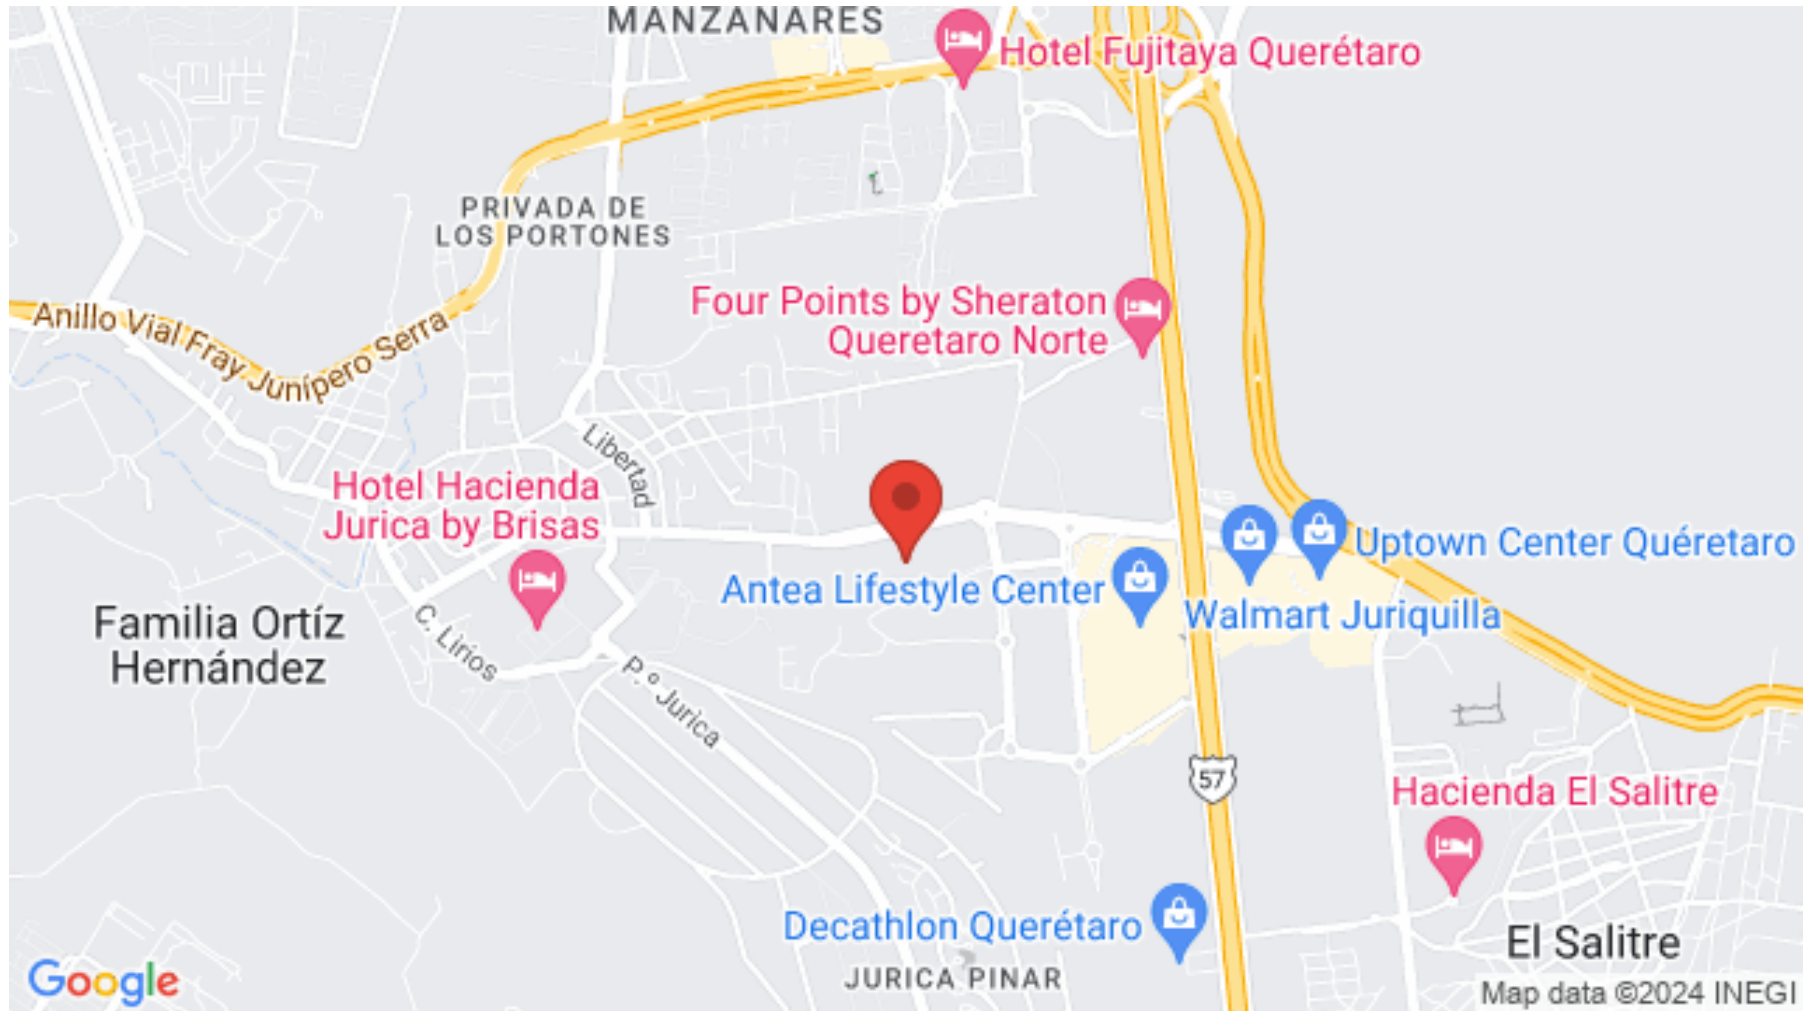 MANZANARES
Hotel Fujitaya Querétaro
PRIVADA DE
LOS PORTONES
Four Points by Sheraton
Queretaro Norte
Anillo Vial Fray Junípero Serra
Libertad
Hotel Hacienda
Jurica by Brisas
Uptown Center Quéretaro
Antea Lifestyle Center
Walmart Juriquilla
Familia Ortíz
Hernández
C. Lirios
P.º Jurica
57
Hacienda El Salitre
Decathlon Querétaro
El Salitre
JURICA PINAR
Google
Map data ©2024 INEGI